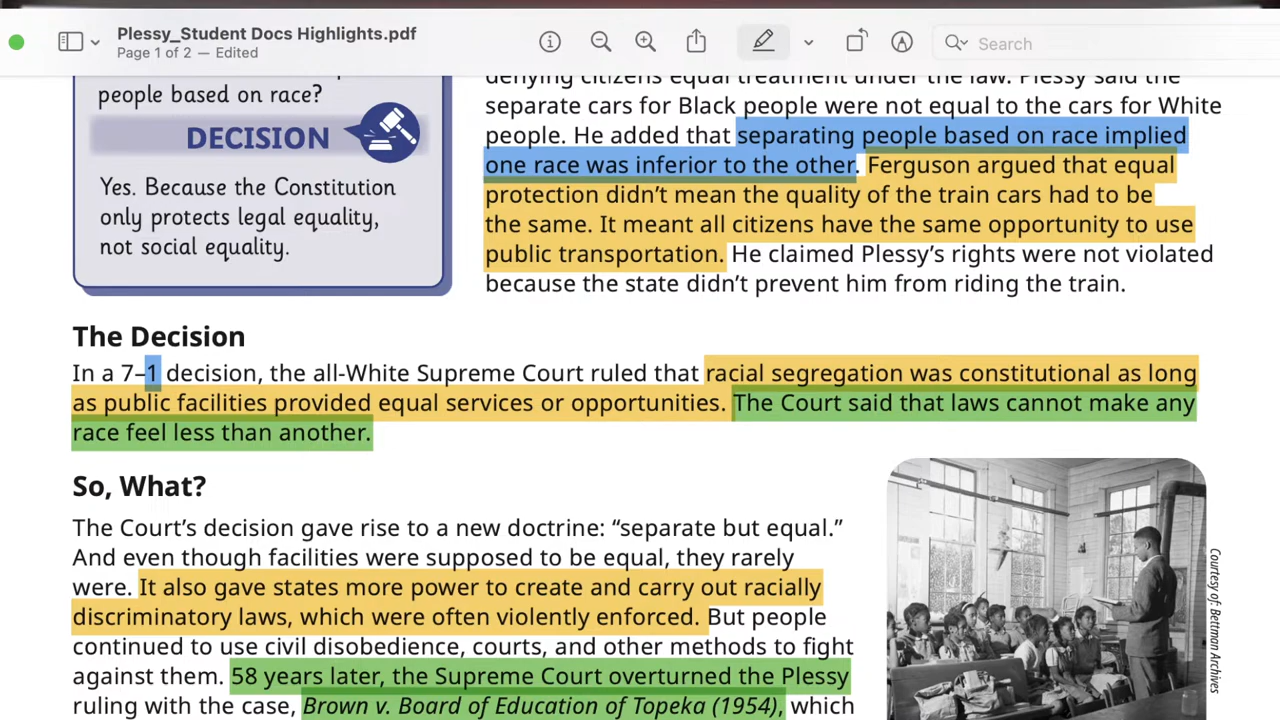 Plessy_Student Docs Highlights.pdf
Page 1 of 2 — Edited
Search
people based on race?
DECISION
Yes. Because the Constitution
only protects legal equality,
not social equality.
denying citizens equal treatment under the law. Plessy said the
separate cars for Black people were not equal to the cars for White
people. He added that separating people based on race implied
one race was inferior to the other. Ferguson argued that equal
protection didn't mean the quality of the train cars had to be
the same. It meant all citizens have the same opportunity to use
public transportation. He claimed Plessy's rights were not violated
because the state didn't prevent him from riding the train.
The Decision
In a 7–1 decision, the all-White Supreme Court ruled that racial segregation was constitutional as long
as public facilities provided equal services or opportunities. The Court said that laws cannot make any
race feel less than another.
So, What?
The Court's decision gave rise to a new doctrine: “separate but equal.”
And even though facilities were supposed to be equal, they rarely
were. It also gave states more power to create and carry out racially
discriminatory laws, which were often violently enforced. But people
continued to use civil disobedience, courts, and other methods to fight
against them. 58 years later, the Supreme Court overturned the Plessy
ruling with the case, Brown v. Board of Education of Topeka (1954), which
Courtesy of: Bettman Archives